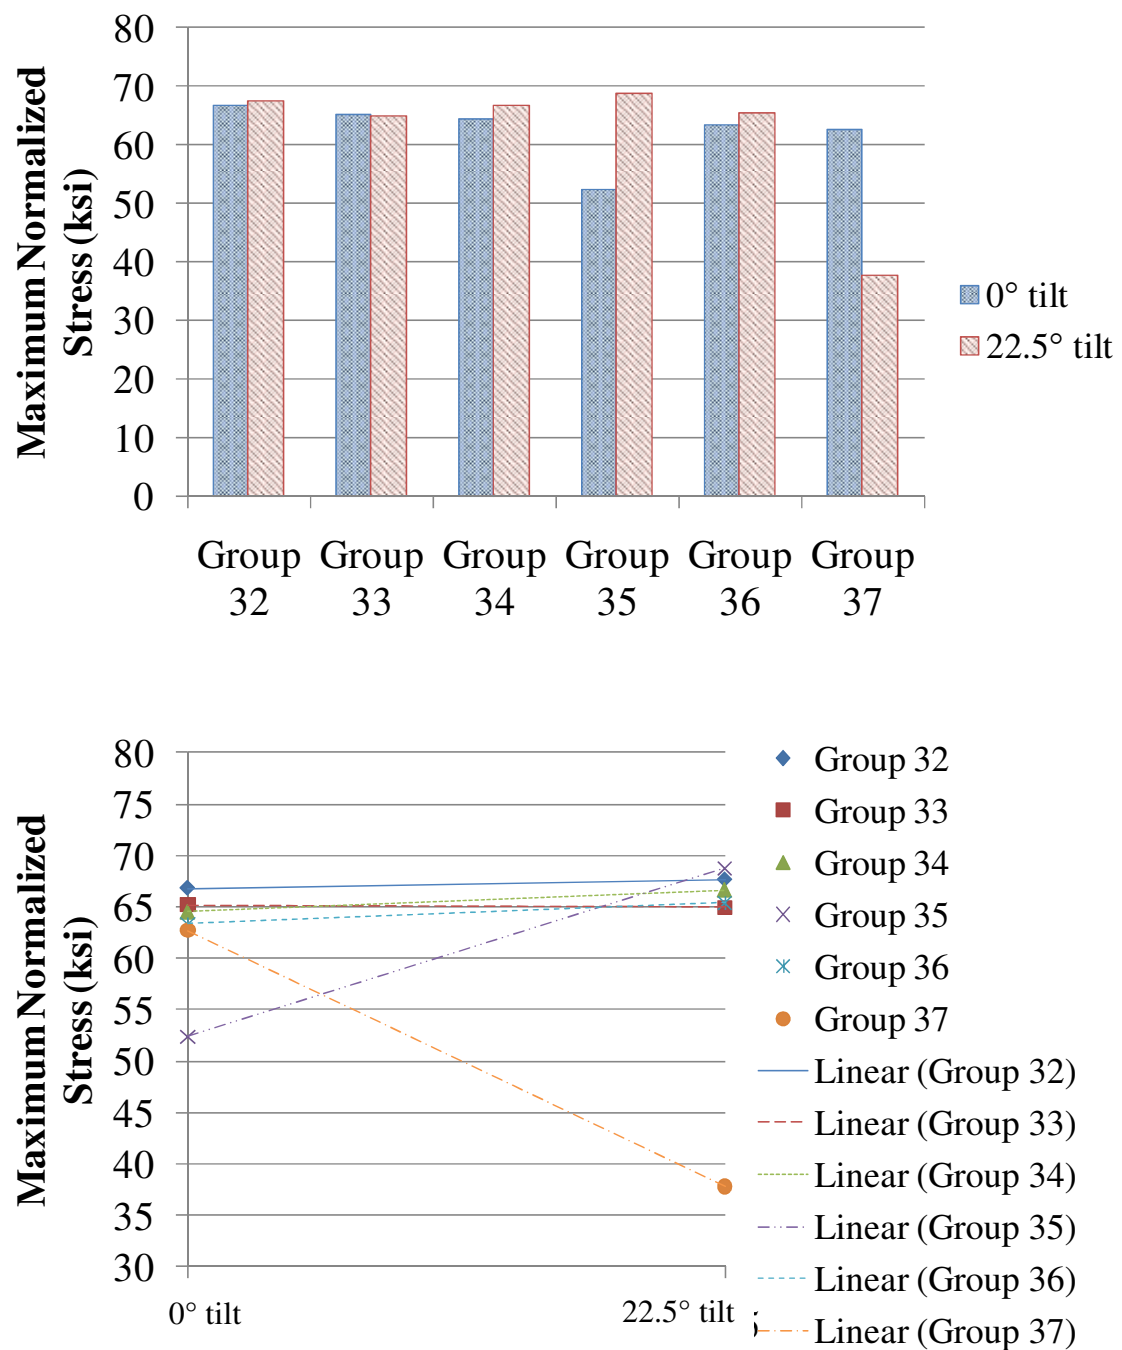 80
70
60
50
40
30
20
10
0
Maximum Normalized
Stress (ksi)
Group Group Group Group Group Group
32 33 34 35 36 37
0° tilt
22.5° tilt
80
75
70
65
60
55
50
45
40
35
30
Maximum Normalized
Stress (ksi)
0° tilt
22.5° tilt
Group 32
Group 33
Group 34
Group 35
Group 36
Group 37
Linear (Group 32)
Linear (Group 33)
Linear (Group 34)
Linear (Group 35)
Linear (Group 36)
Linear (Group 37)